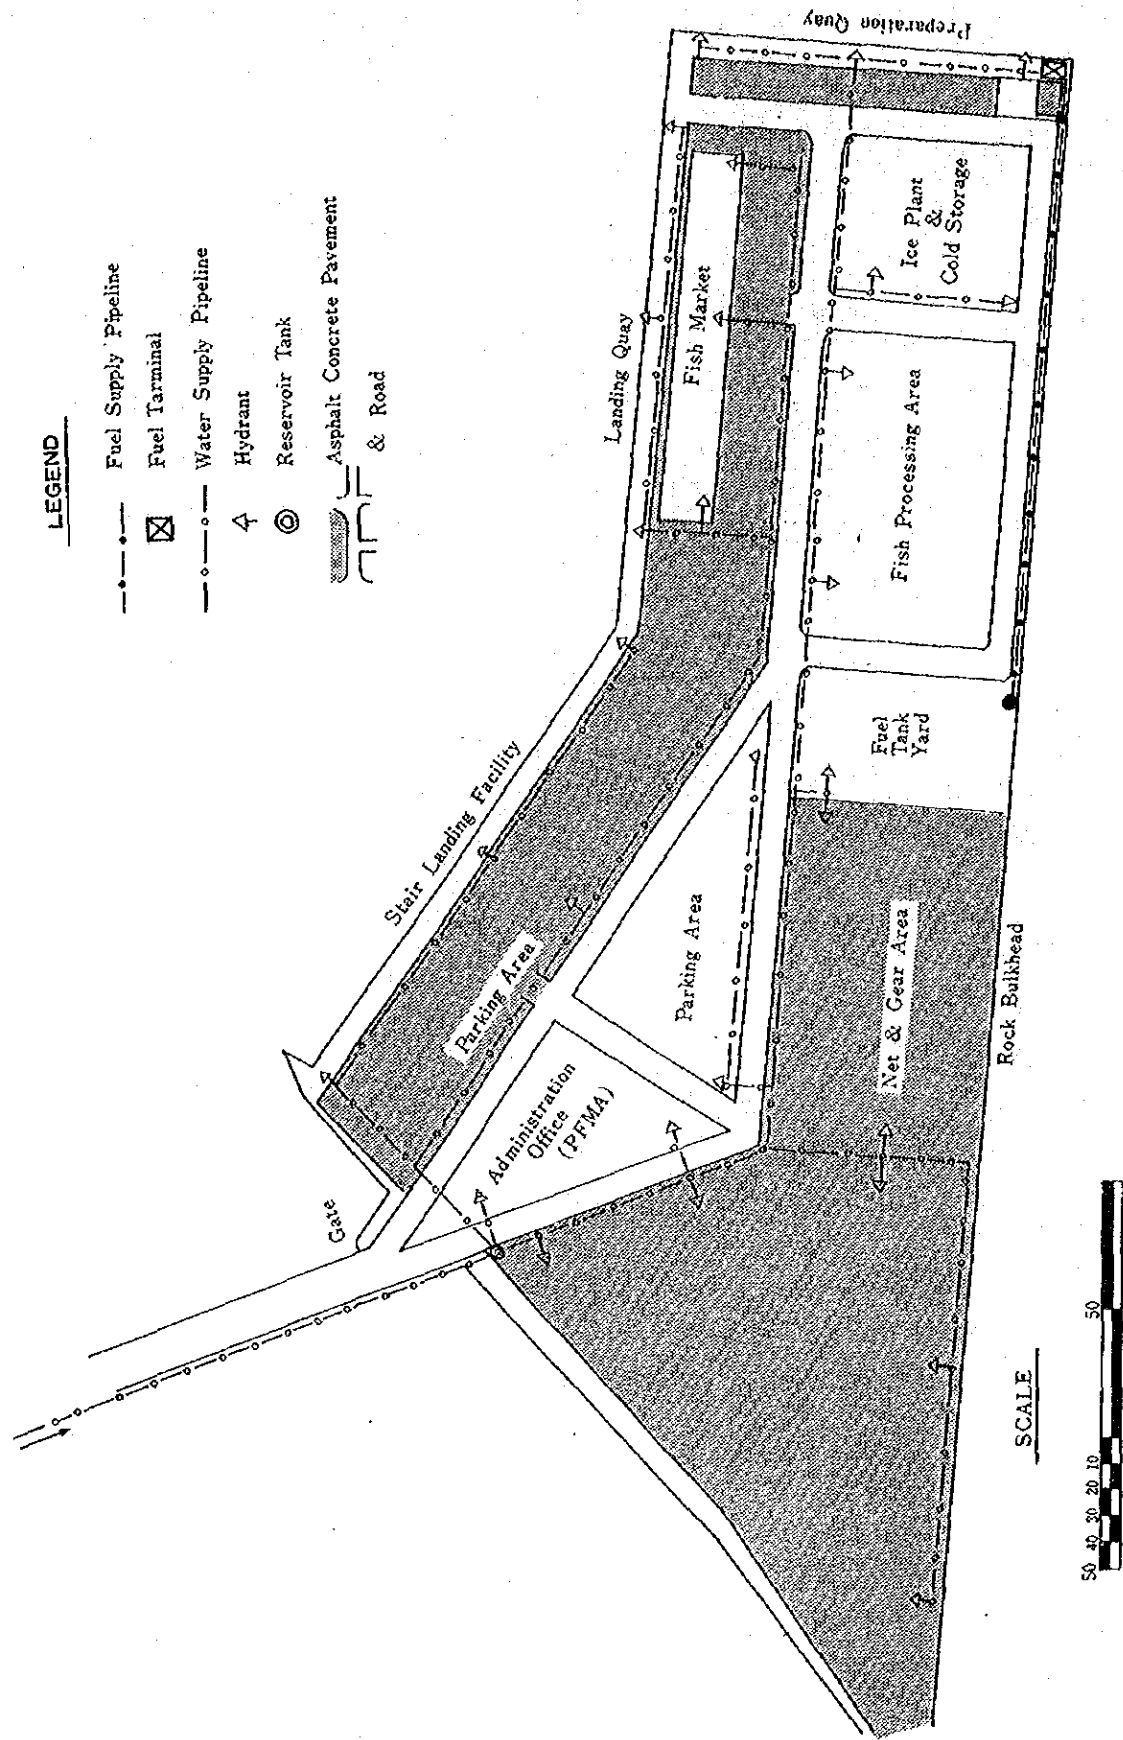 LEGEND
Fuel Supply Pipeline
Fuel Tarminal
Water Supply Pipeline
Hydrant
Reservoir Tank
Asphalt Concrete Pavement
& Road
Gate
Stair Landing Facility
Landing Quay
Preparation Quay
Parking Area
Fish Market
Administration
Office
(PFMA)
Parking Area
Fuel
Tank
Yard
Fish Processing Area
Ice Plant
&
Cold Storage
Net & Gear Area
Rock Bulkhead
SCALE
50 40 30 20 10
50